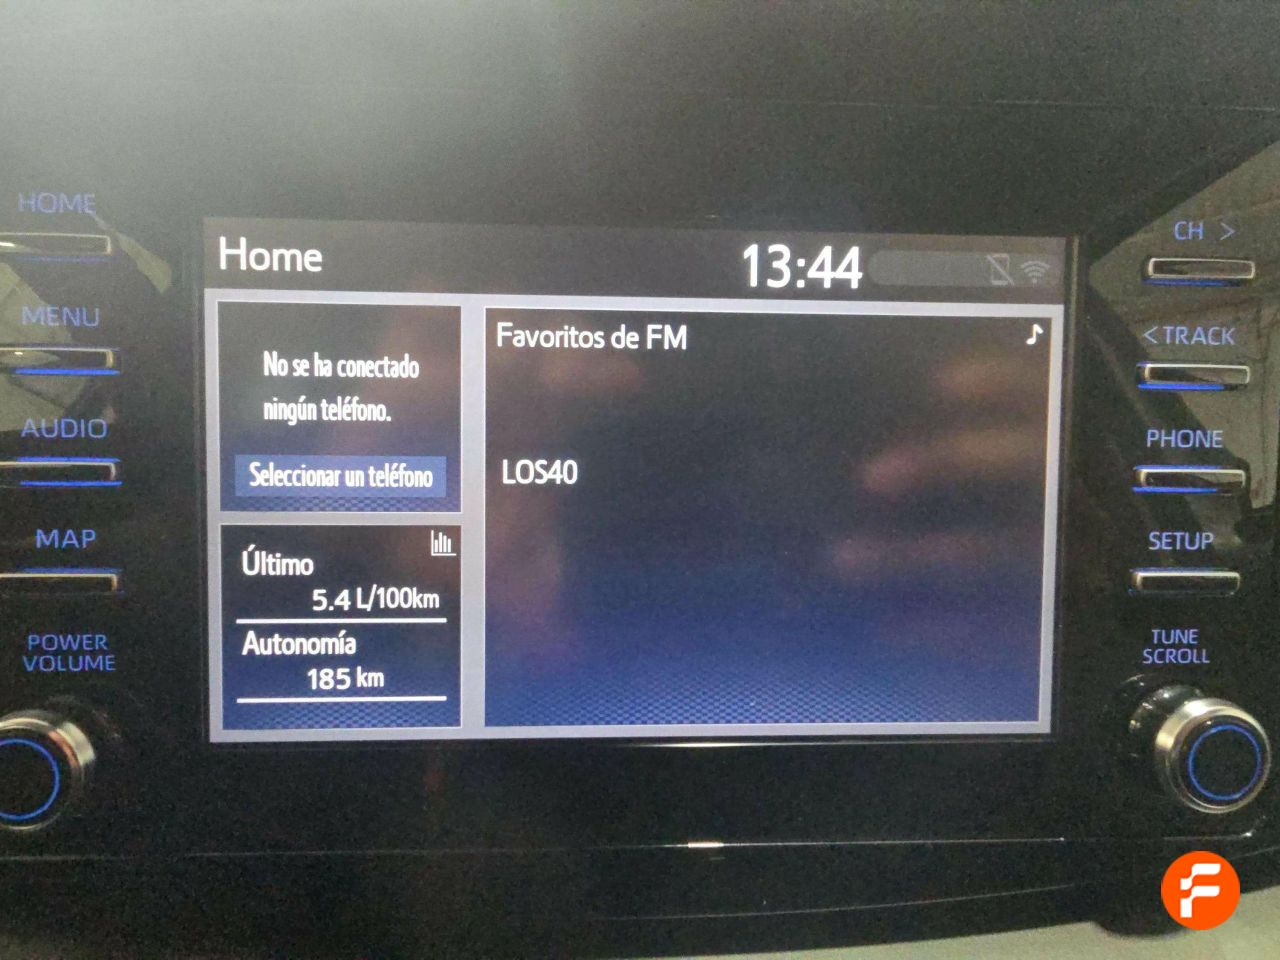 HOME
MENU
AUDIO
MAP
POWER
VOLUME
Home
13:44
No se ha conectado
ningún teléfono.
Seleccionar un teléfono
Último
5.4 L/100km
Autonomía
185 km
Favoritos de FM
LOS40
CH >
< TRACK
PHONE
SETUP
TUNE
SCROLL
F